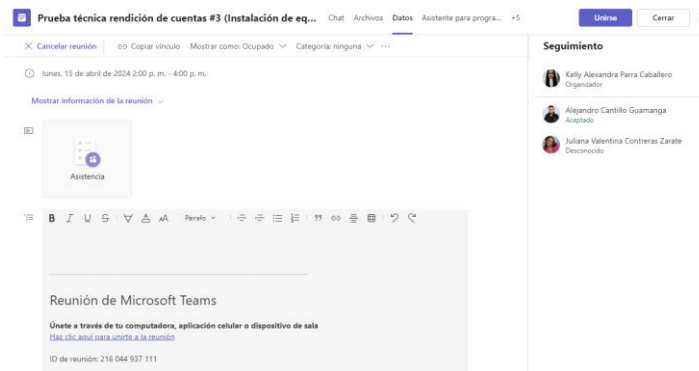 Prueba técnica rendición de cuentas #3 (Instalación de eq... Chat Archivos Datos Asistente para progra... +5 Unirse Cerrar
Cancelar reunión Copiar vínculo Mostrar como: Ocupado Categoría: ninguna ...
Seguimiento
lunes, 15 de abril de 2024 2:00 p. m. - 4:00 p. m.
Kelly Alexandra Parra Caballero
Organizador
Mostrar información de la reunión
Alejandro Cantillo Guamanga
Aceptado
Juliana Valentina Contreras Zarate
Desconocido
Asistencia
B I U S A AA Párrafo
Reunión de Microsoft Teams
Únete a través de tu computadora, aplicación celular o dispositivo de sala
Haz clic aquí para unirte a la reunión
ID de reunión: 216 044 937 111